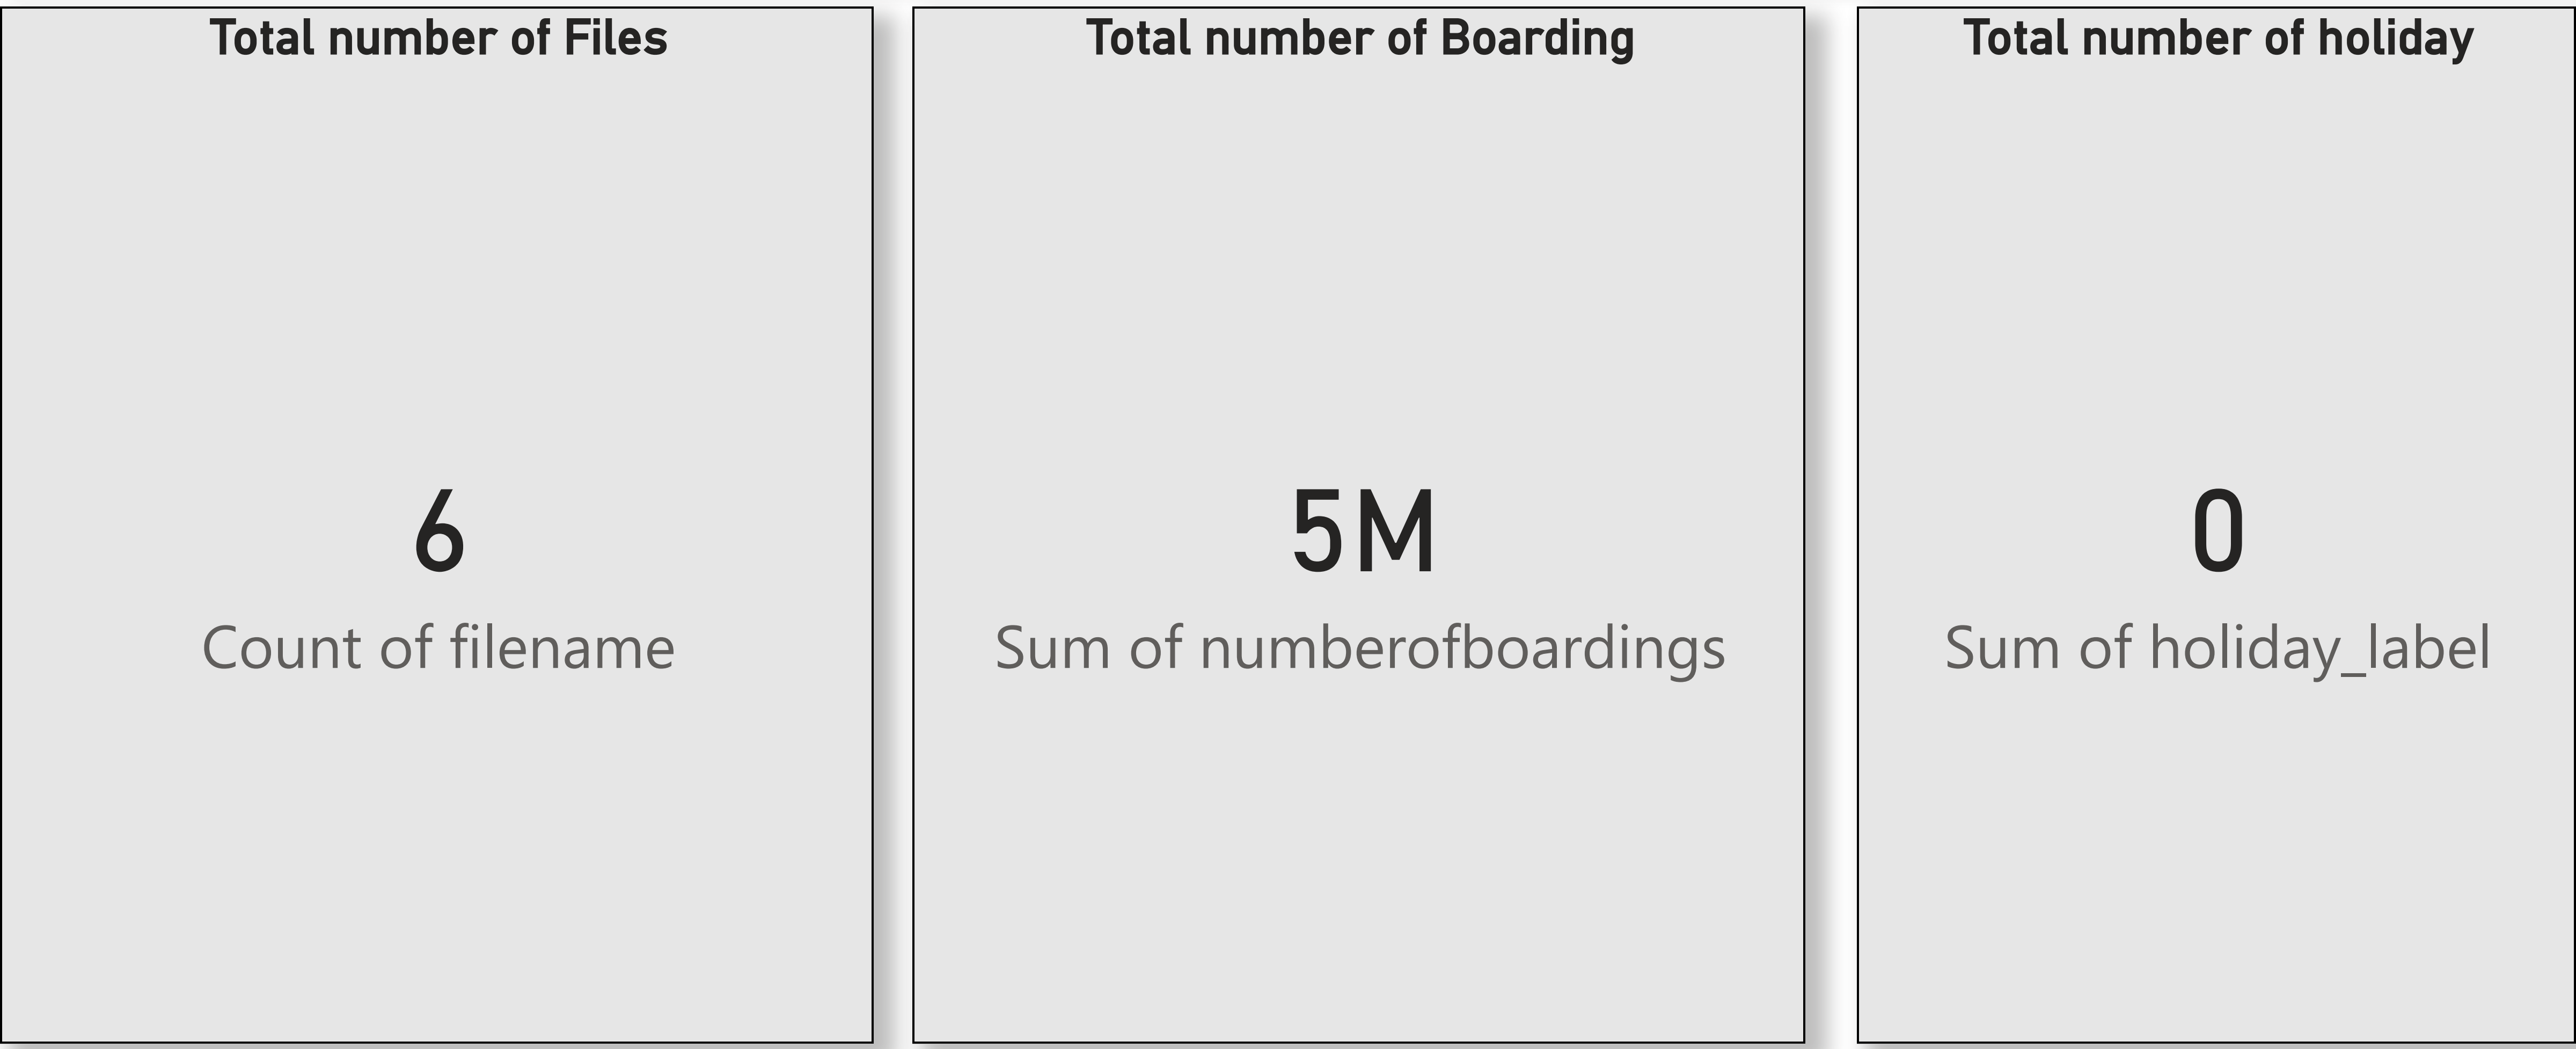 Total number of Files
6
Count of filename
Total number of Boarding
5M
Sum of numberofboardings
Total number of holiday
0
Sum of holiday_label